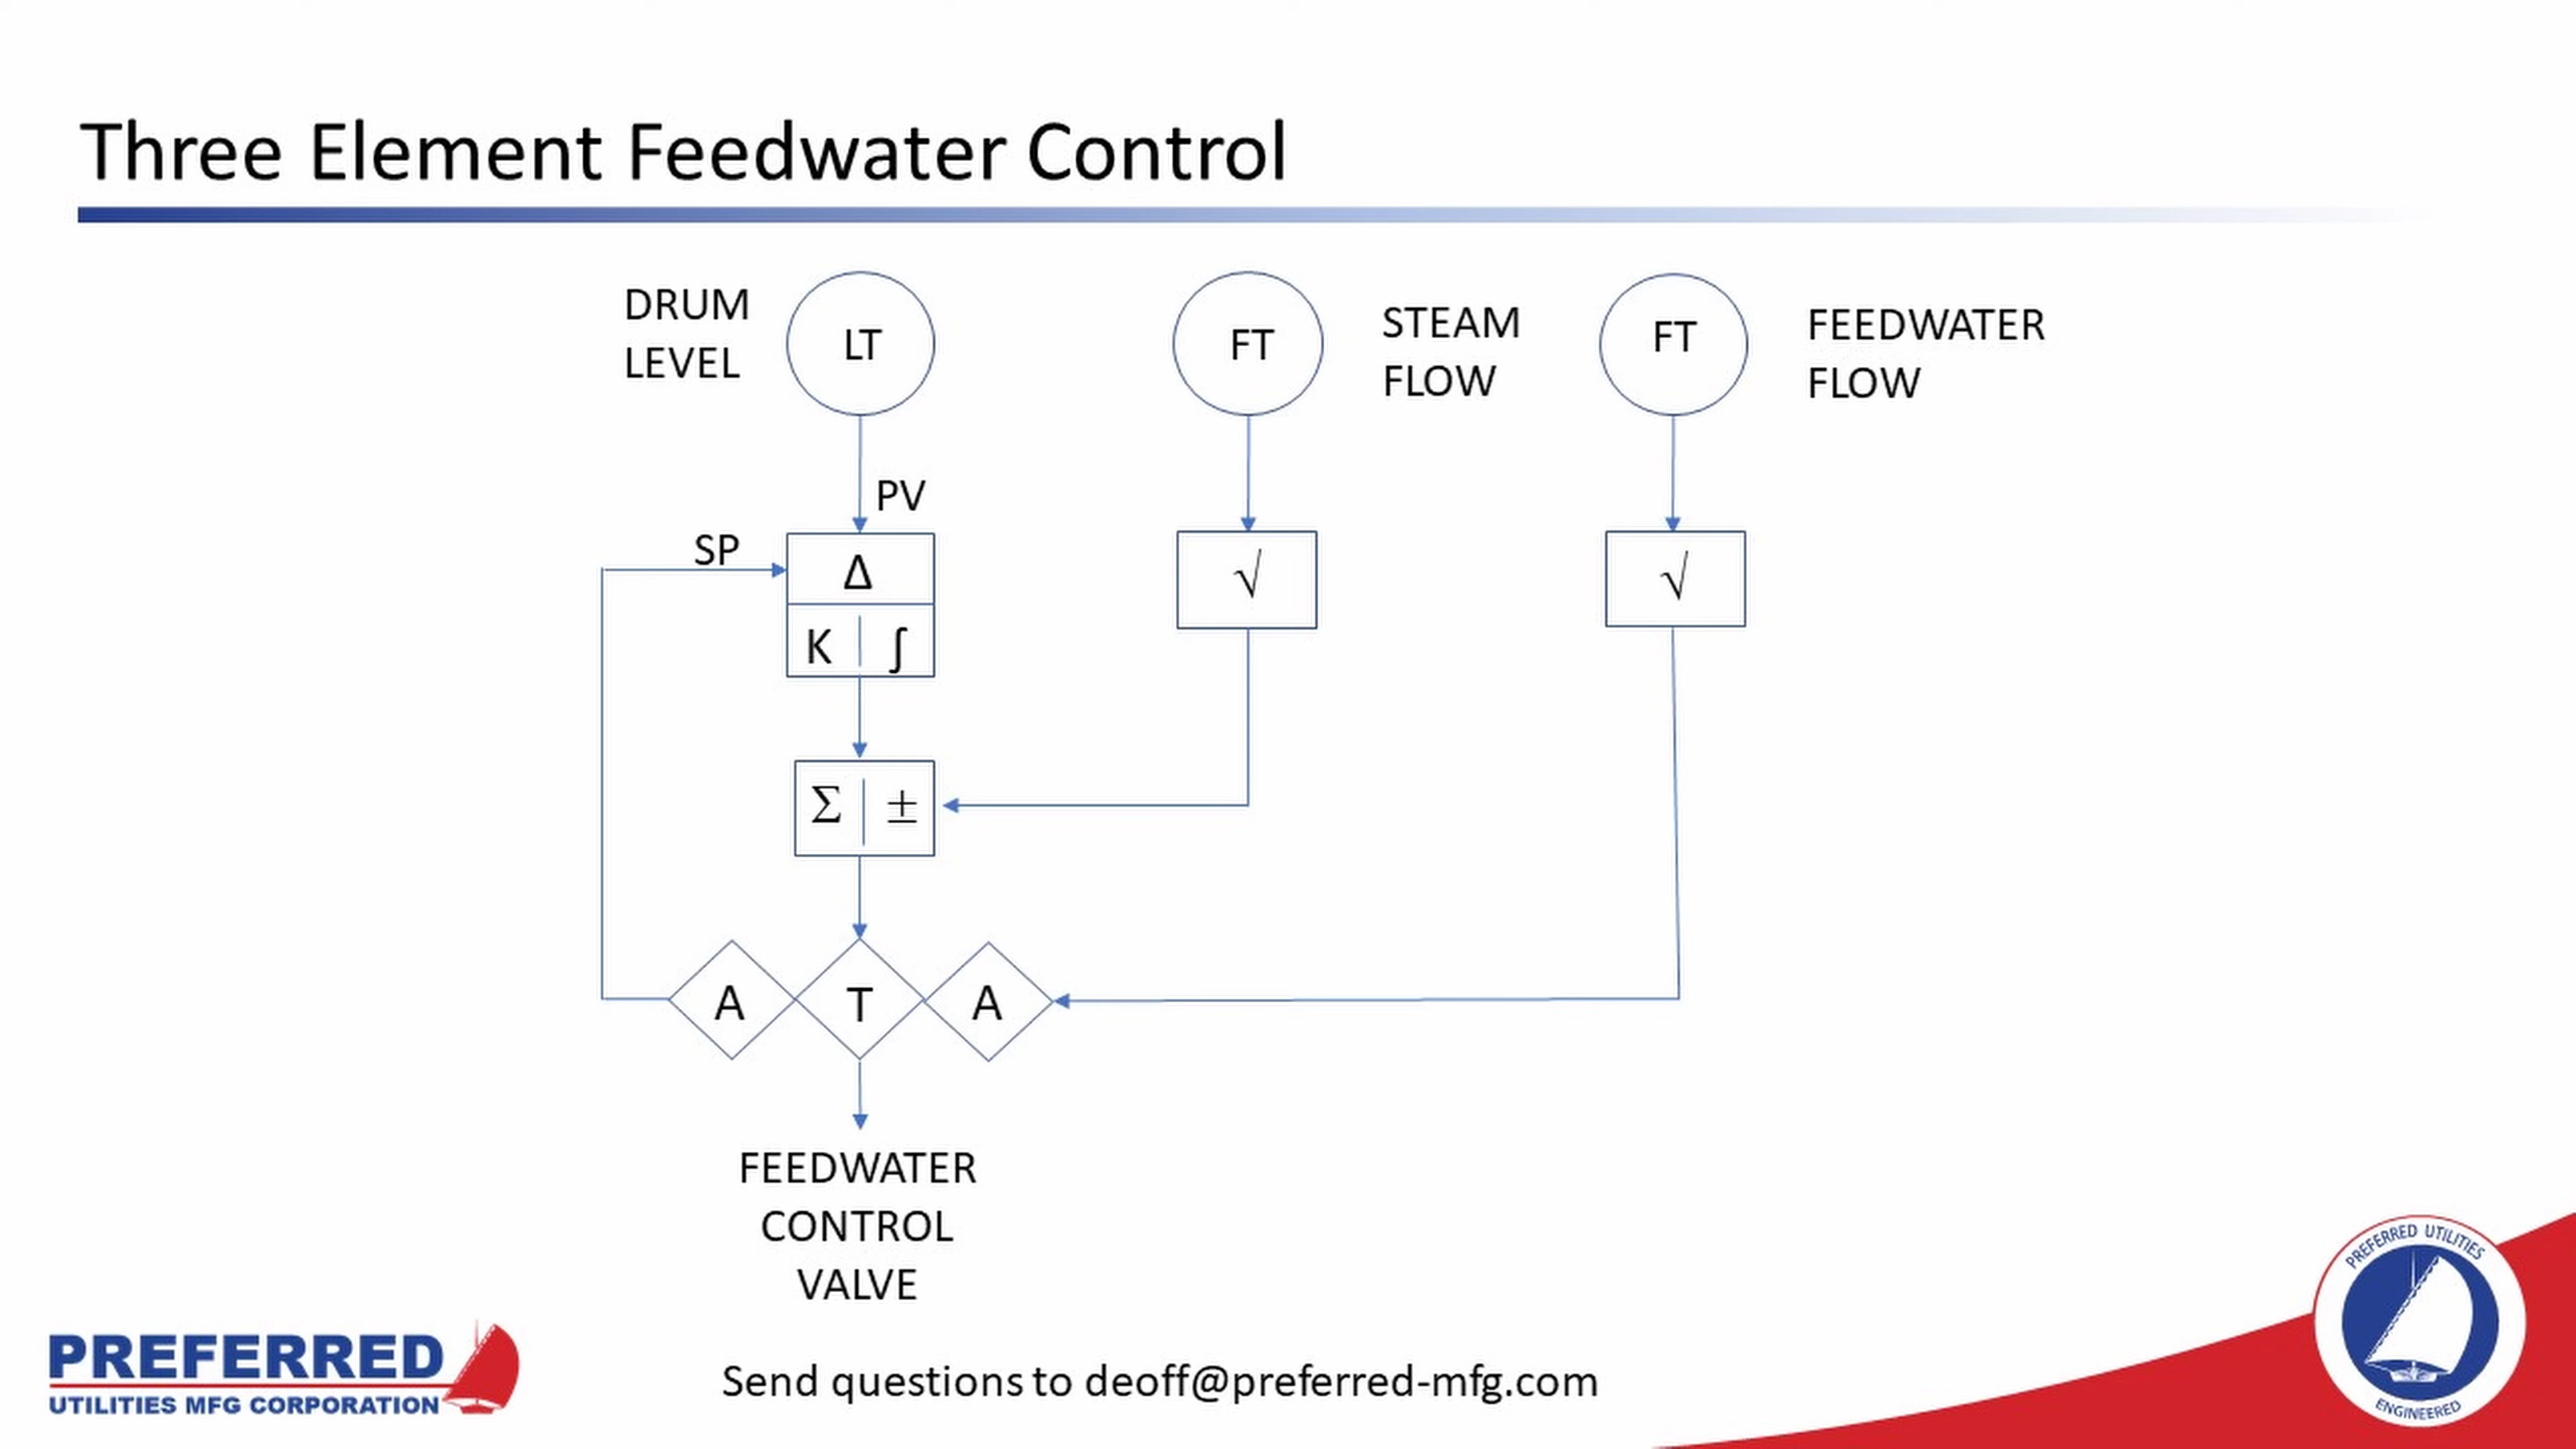 Three Element Feedwater Control
DRUM
LEVEL
LT
FT
STEAM
FLOW
FT
FEEDWATER
FLOW
PV
SP
Δ
K ∫
√
√
Σ ±
A T A
FEEDWATER
CONTROL
VALVE
PREFERRED
UTILITIES MFG CORPORATION
Send questions to deoff@preferred-mfg.com
PREFERRED UTILITIES
ENGINEERED